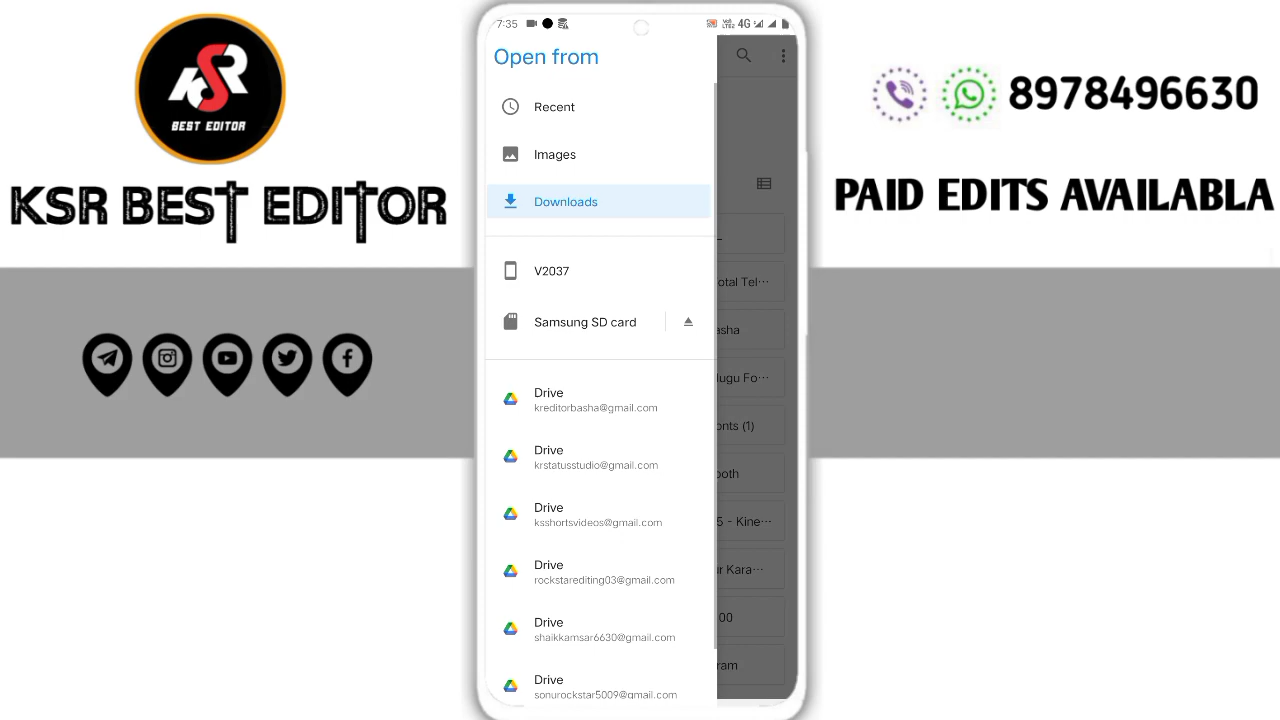 KSR
BEST EDITOR
KSR BEST EDITOR
7:35
4G
Open from
Recent
Images
Downloads
V2037
Samsung SD card
Drive
kreditorbasha@gmail.com
Drive
krstatusstudio@gmail.com
Drive
ksshortsvideos@gmail.com
Drive
rockstarediting03@gmail.com
Drive
shaikkamsar6630@gmail.com
Drive
sonurockstar5009@gmail.com
otal Tel···
asha
lugu Fo···
onts (1)
ooth
5 - Kine···
ur Kara···
00
ram
8978496630
PAID EDITS AVAILABLA